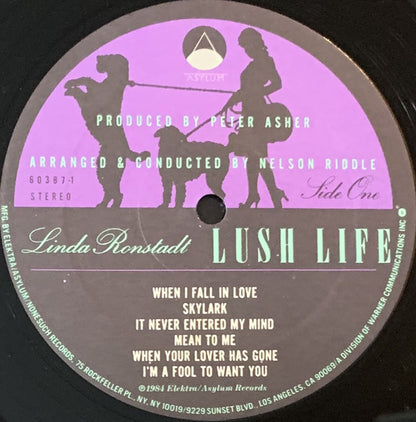 ASYLUM
PRODUCED BY PETER ASHER
ARRANGED & CONDUCTED BY NELSON RIDDLE
60387-1
STEREO
Side One
Linda Ronstadt LUSH LIFE
WHEN I FALL IN LOVE
SKYLARK
IT NEVER ENTERED MY MIND
MEAN TO ME
WHEN YOUR LOVER HAS GONE
I'M A FOOL TO WANT YOU
℗©1984 Elektra/Asylum Records
MFG. BY ELEKTRA/ASYLUM/NONESUCH RECORDS, 75 ROCKFELLER PL., NY, NY 10019/9229 SUNSET BLVD., LOS ANGELES, CA 90069/A DIVISION OF WARNER COMMUNICATIONS INC.